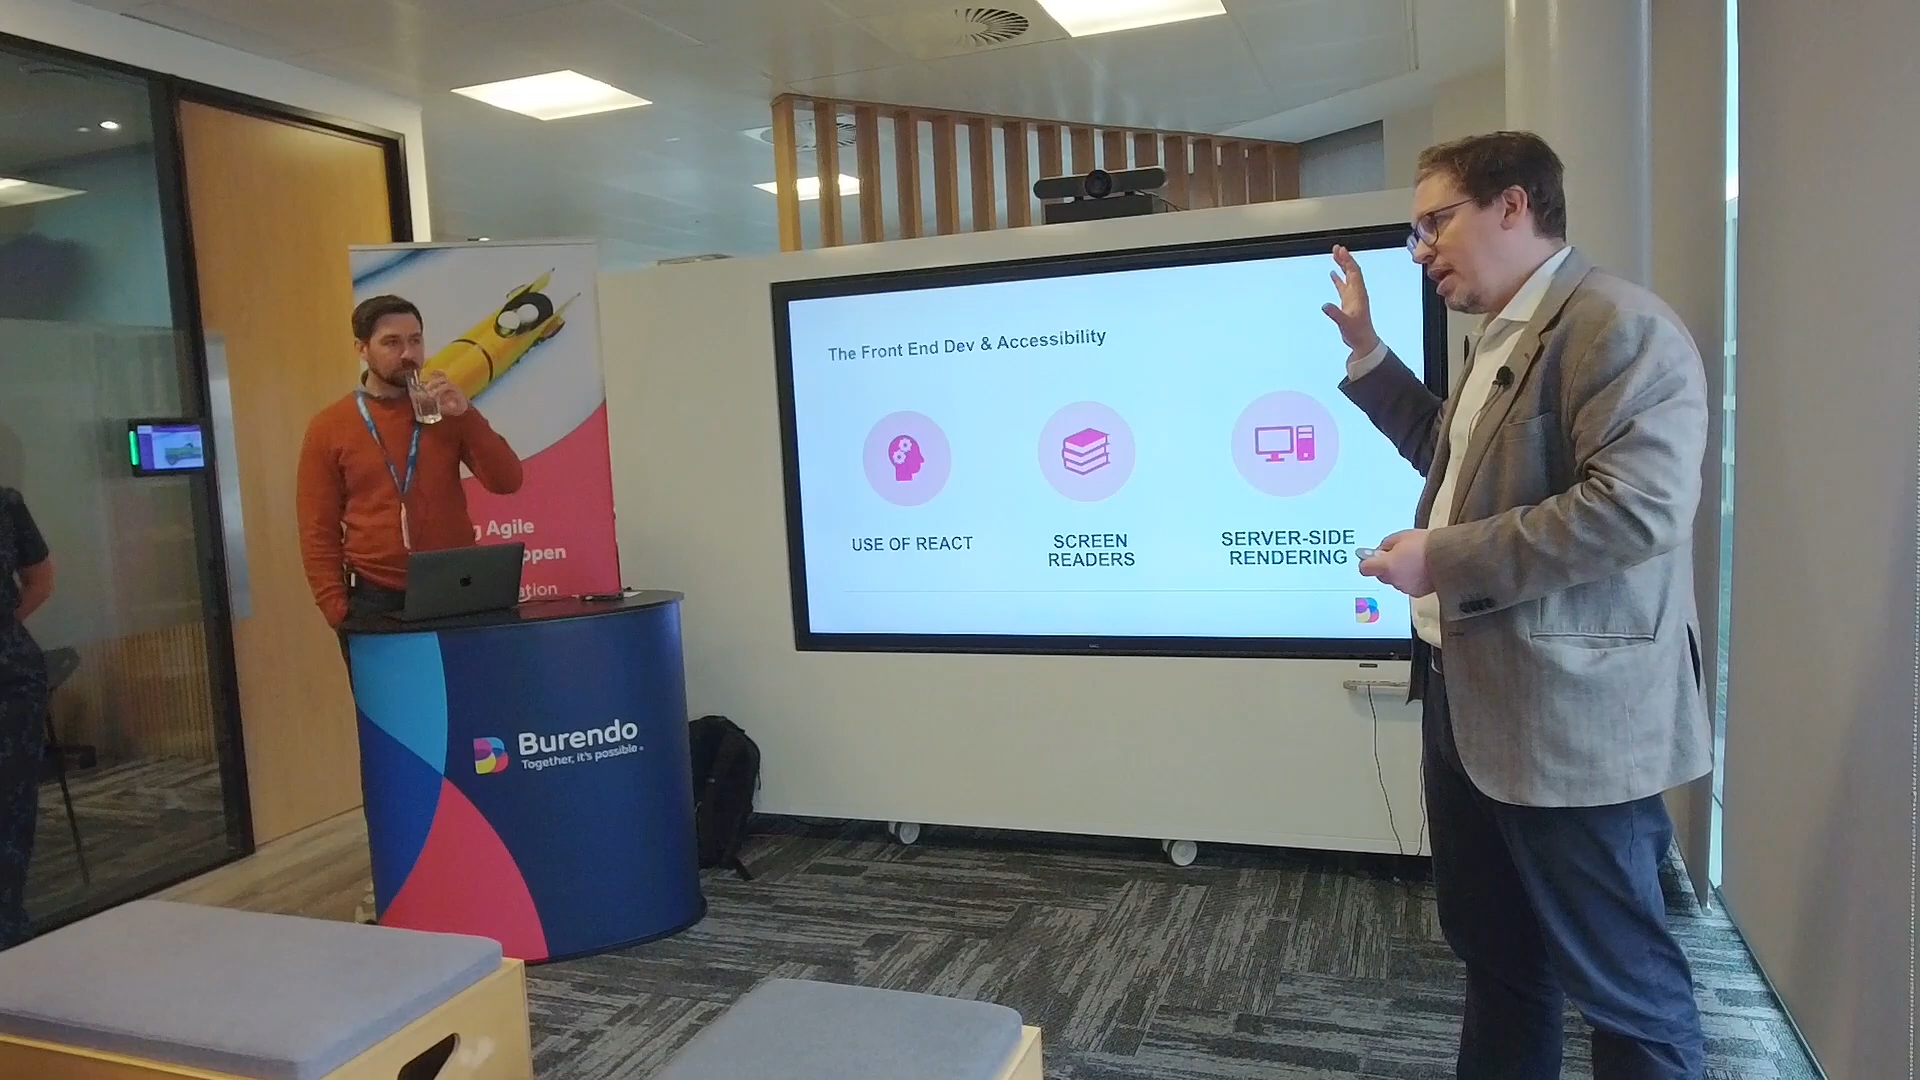 The Front End Dev & Accessibility
USE OF REACT
SCREEN
READERS
SERVER-SIDE
RENDERING
Agile
Burendo
Together, it's possible